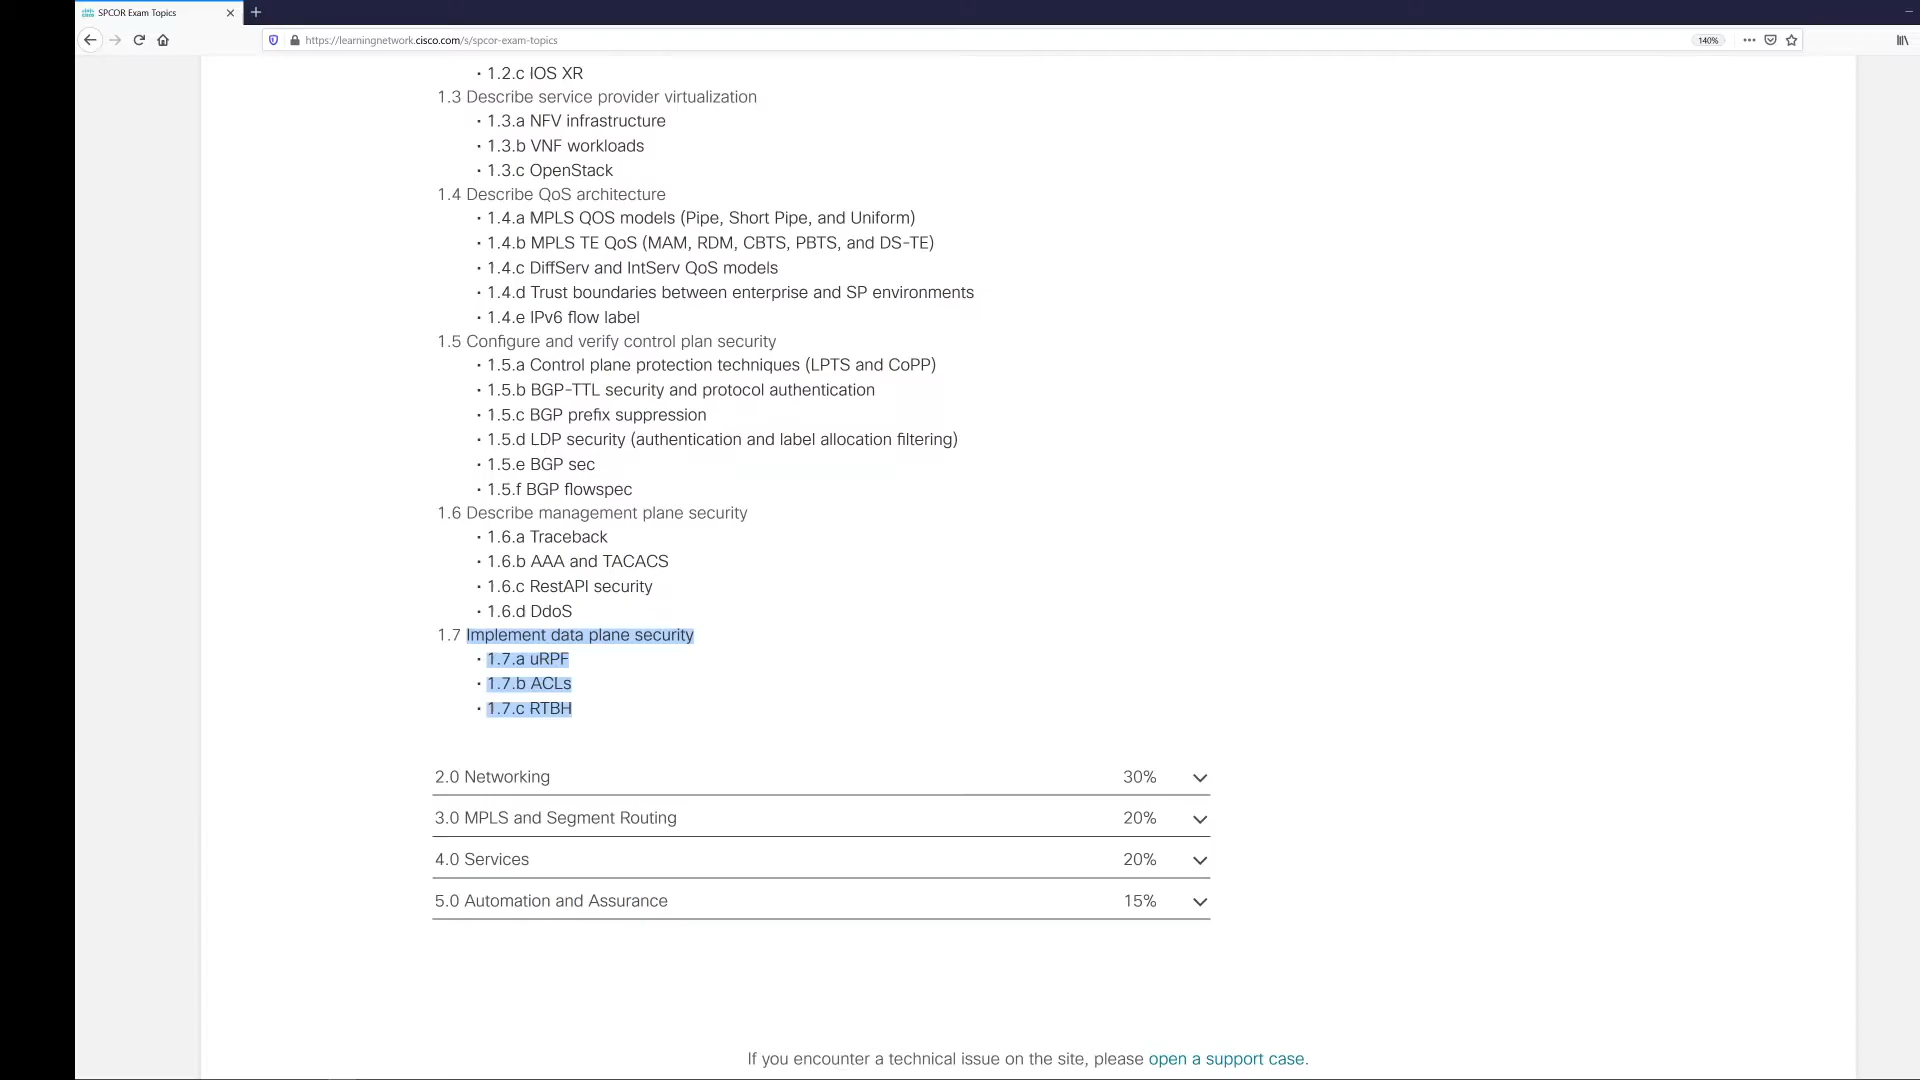 SPCOR Exam Topics
https://learningnetwork.cisco.com/s/spcor-exam-topics
140%
• 1.2.c IOS XR
1.3 Describe service provider virtualization
• 1.3.a NFV infrastructure
• 1.3.b VNF workloads
• 1.3.c OpenStack
1.4 Describe QoS architecture
• 1.4.a MPLS QOS models (Pipe, Short Pipe, and Uniform)
• 1.4.b MPLS TE QoS (MAM, RDM, CBTS, PBTS, and DS-TE)
• 1.4.c DiffServ and IntServ QoS models
• 1.4.d Trust boundaries between enterprise and SP environments
• 1.4.e IPv6 flow label
1.5 Configure and verify control plan security
• 1.5.a Control plane protection techniques (LPTS and CoPP)
• 1.5.b BGP-TTL security and protocol authentication
• 1.5.c BGP prefix suppression
• 1.5.d LDP security (authentication and label allocation filtering)
• 1.5.e BGP sec
• 1.5.f BGP flowspec
1.6 Describe management plane security
• 1.6.a Traceback
• 1.6.b AAA and TACACS
• 1.6.c RestAPI security
• 1.6.d DdoS
1.7 Implement data plane security
• 1.7.a uRPF
• 1.7.b ACLs
• 1.7.c RTBH
2.0 Networking 30%
3.0 MPLS and Segment Routing 20%
4.0 Services 20%
5.0 Automation and Assurance 15%
If you encounter a technical issue on the site, please open a support case.